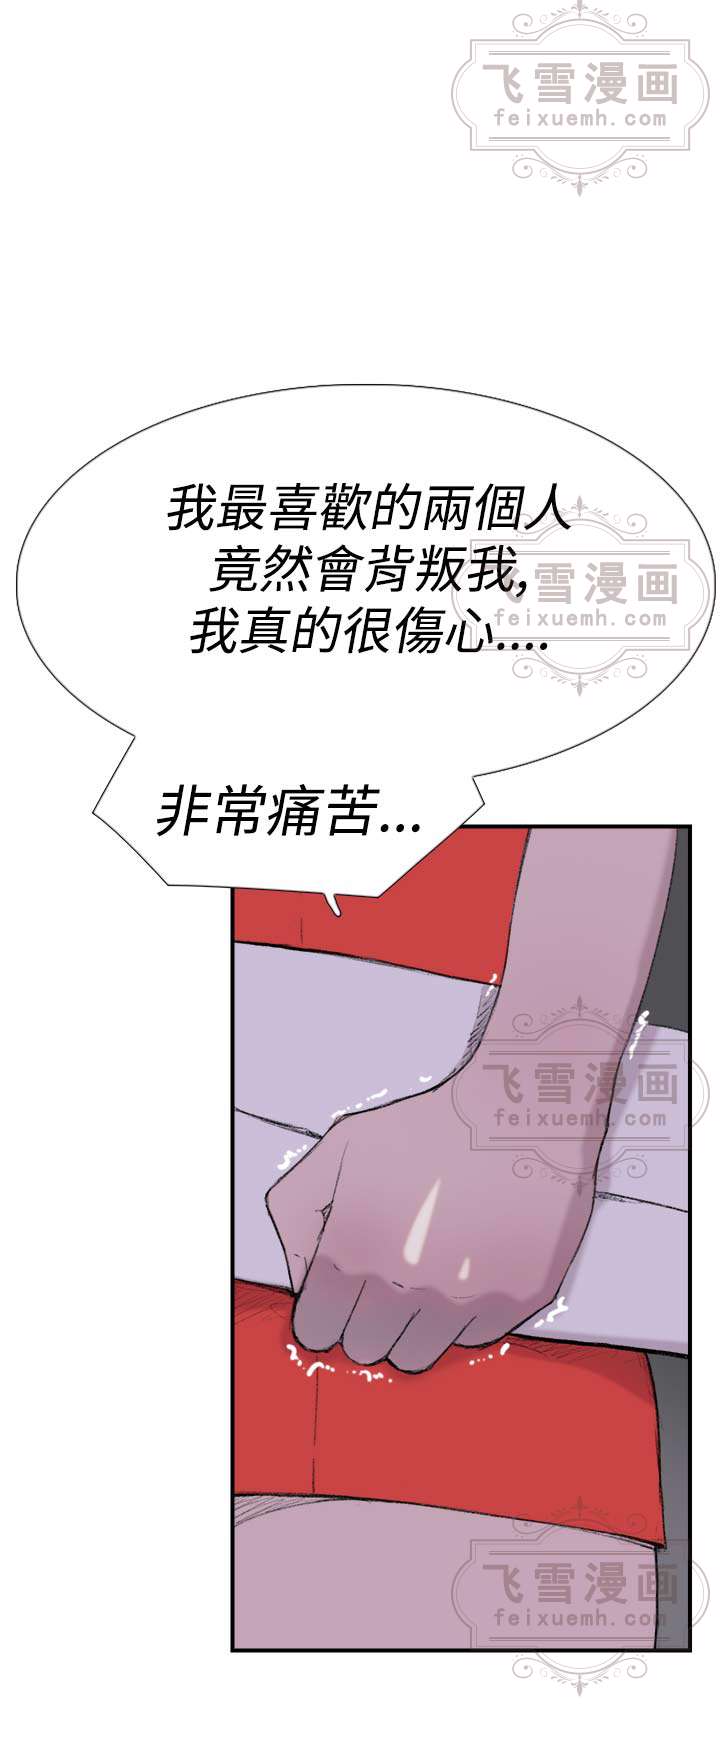 飞雪漫画
feixuemh.com
我最喜歡的兩個人
竟然會背叛我,
我真的很傷心....
飞雪漫画
feixuemh.com
非常痛苦...
飞雪漫画
feixuemh.com
飞雪漫画
feixuemh.com